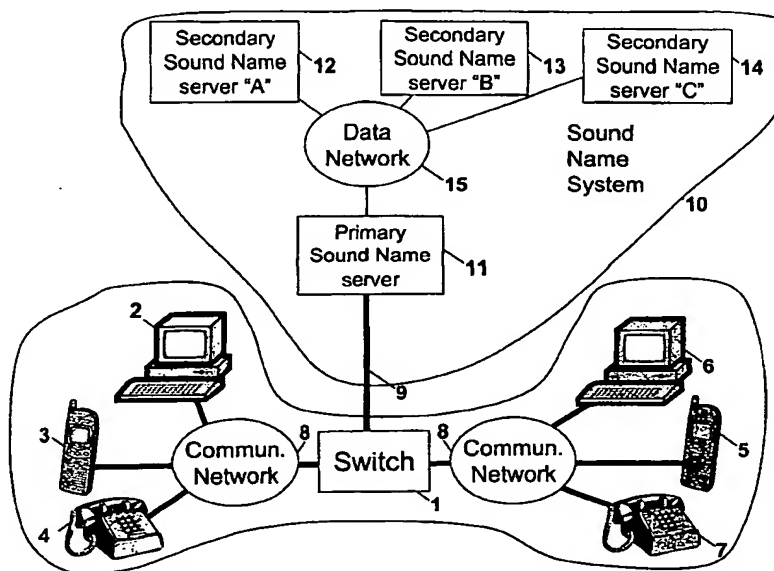 Secondary
Sound Name
server "A"
12
Secondary
Sound Name
server "B"
13
Secondary
Sound Name
server "C"
14
Data
Network
15
Sound
Name
System
10
Primary
Sound Name
server
11
2
6
9
3
Commun.
Network
8
Switch
1
8
Commun.
Network
5
4
7